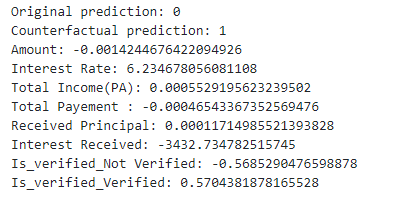 Original prediction: 0
Counterfactual prediction: 1
Amount: -0.0014244676422094926
Interest Rate: 6.234678056081108
Total Income(PA): 0.0005529195623239502
Total Payement : -0.00046543367352569476
Received Principal: 0.00011714985521393828
Interest Received: -3432.734782515745
Is_verified_Not Verified: -0.5685290476598878
Is_verified_Verified: 0.5704381878165528